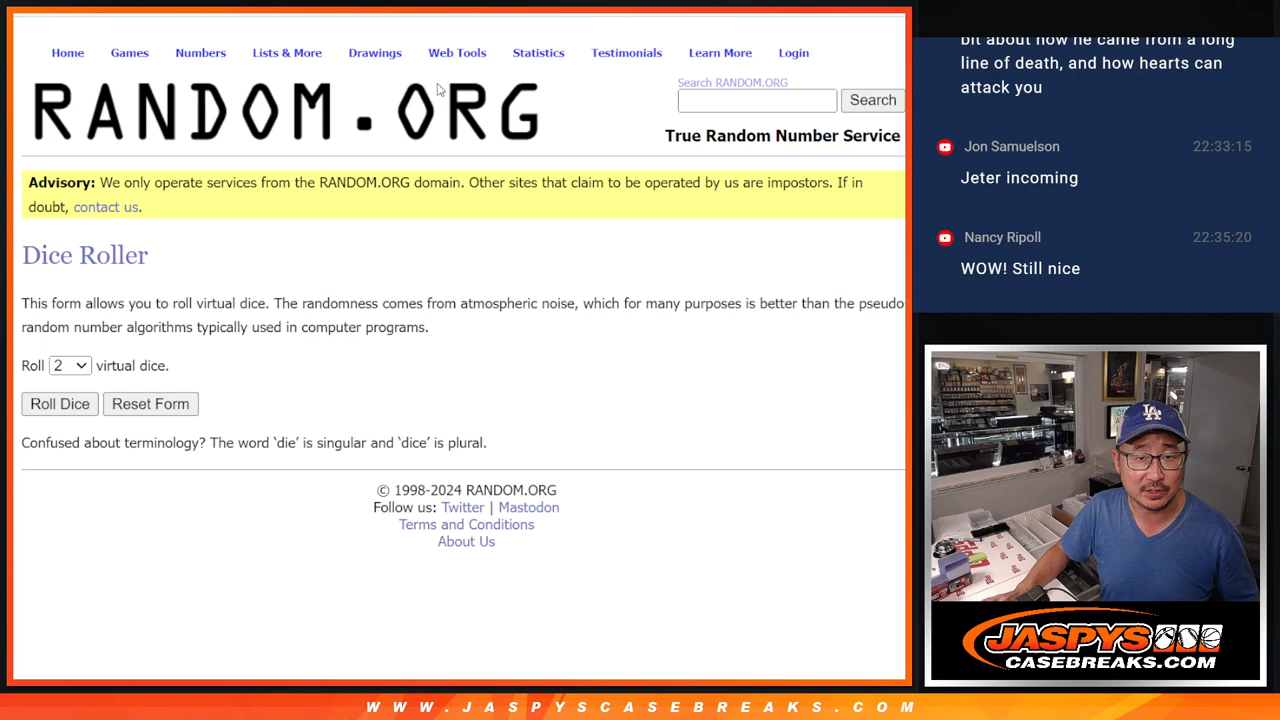 Home Games Numbers Lists & More Drawings Web Tools Statistics Testimonials Learn More Login
RANDOM.ORG
Search RANDOM.ORG
Search
True Random Number Service
Advisory: We only operate services from the RANDOM.ORG domain. Other sites that claim to be operated by us are impostors. If in
doubt, contact us.
Dice Roller
This form allows you to roll virtual dice. The randomness comes from atmospheric noise, which for many purposes is better than the pseudo-
random number algorithms typically used in computer programs.
Roll 2 virtual dice.
Roll Dice Reset Form
Confused about terminology? The word ‘die’ is singular and ‘dice’ is plural.
© 1998-2024 RANDOM.ORG
Follow us: Twitter | Mastodon
Terms and Conditions
About Us
bit about how he came from a long
line of death, and how hearts can
attack you
Jon Samuelson 22:33:15
Jeter incoming
Nancy Ripoll 22:35:20
WOW! Still nice
LA
JASPYS
CASEBREAKS.COM
WWW.JASPYSCASEBREAKS.COM